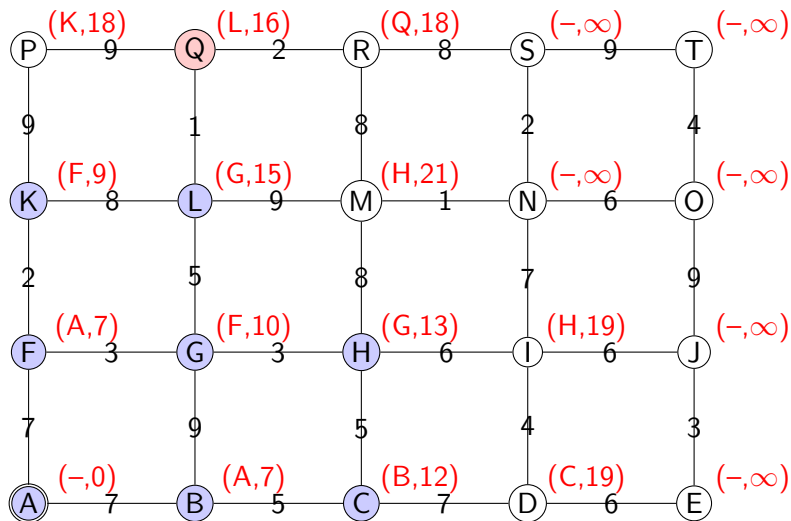 (K,18) (L,16) (Q,18) (–,∞) (–,∞)
P 9 Q 2 R 8 S 9 T
9 1 8 2 4
(F,9) (G,15) (H,21) (–,∞) (–,∞)
K 8 L 9 M 1 N 6 O
2 5 8 7 9
(A,7) (F,10) (G,13) (H,19) (–,∞)
F 3 G 3 H 6 I 6 J
7 9 5 4 3
(–,0) (A,7) (B,12) (C,19) (–,∞)
A 7 B 5 C 7 D 6 E